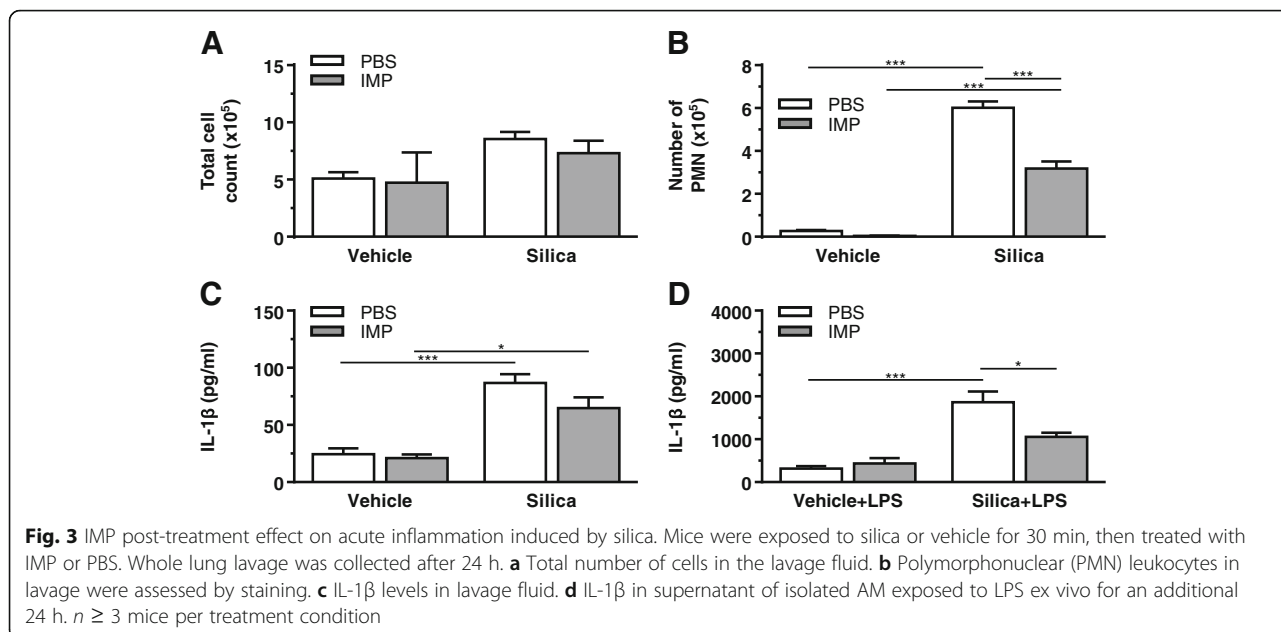 A
PBS
IMP
15
10
5
0
Total cell
count (x10⁵)
Vehicle
Silica
B
PBS
IMP
8
6
4
2
0
Number of
PMN (x10⁵)
***
***
***
Vehicle
Silica
C
PBS
IMP
150
100
50
0
IL-1β (pg/ml)
*
***
Vehicle
Silica
D
PBS
IMP
4000
3000
2000
1000
0
IL-1β (pg/ml)
*
***
Vehicle+LPS
Silica+LPS
Fig. 3 IMP post-treatment effect on acute inflammation induced by silica. Mice were exposed to silica or vehicle for 30 min, then treated with
IMP or PBS. Whole lung lavage was collected after 24 h. a Total number of cells in the lavage fluid. b Polymorphonuclear (PMN) leukocytes in
lavage were assessed by staining. c IL-1β levels in lavage fluid. d IL-1β in supernatant of isolated AM exposed to LPS ex vivo for an additional
24 h. n ≥ 3 mice per treatment condition